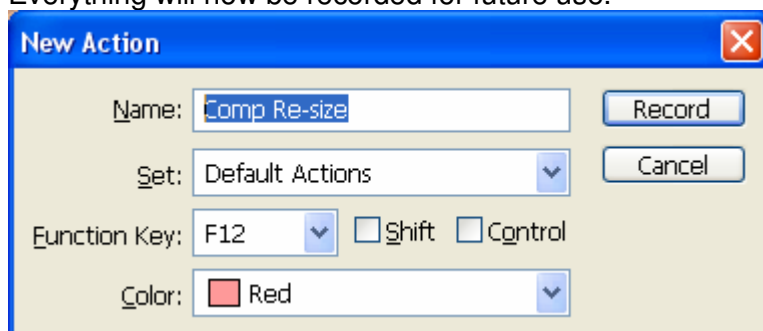 Everything will now be recorded for future use.
New Action
Name: Comp Re-size Record
Set: Default Actions Cancel
Function Key: F12 Shift Control
Color: Red